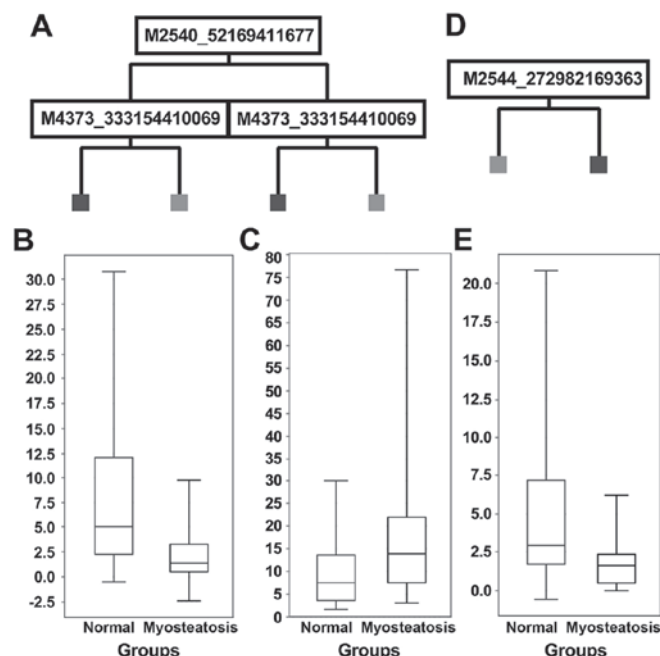 A
M2540_52169411677
M4373_333154410069
M4373_333154410069
D
M2544_272982169363
B
30.0
27.5
25.0
22.5
20.0
17.5
15.0
12.5
10.0
7.5
5.0
2.5
0.0
-2.5
Normal Myosteatosis
Groups
C
80
75
70
65
60
55
50
45
40
35
30
25
20
15
10
5
0
Normal Myosteatosis
Groups
E
20.0
17.5
15.0
12.5
10.0
7.5
5.0
2.5
0.0
Normal Myosteatosis
Groups